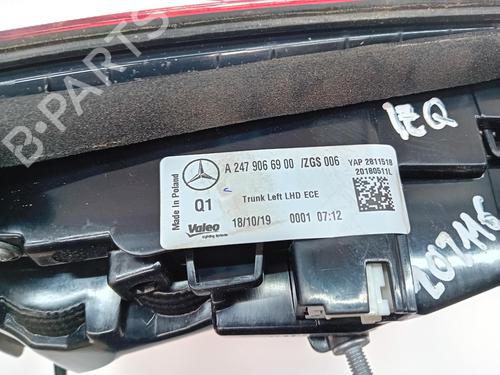 B-PARTS
IZQ
A 247 906 69 00 /ZGS 006
YAP 2811518
20180511L
Made in Poland
Q1
Trunk Left LHD ECE
Valeo
18/10/19
0001 07:12
207116